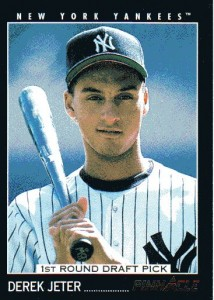 NEW YORK YANKEES™
NY
1ST ROUND DRAFT PICK
DEREK JETER
PINNACLE